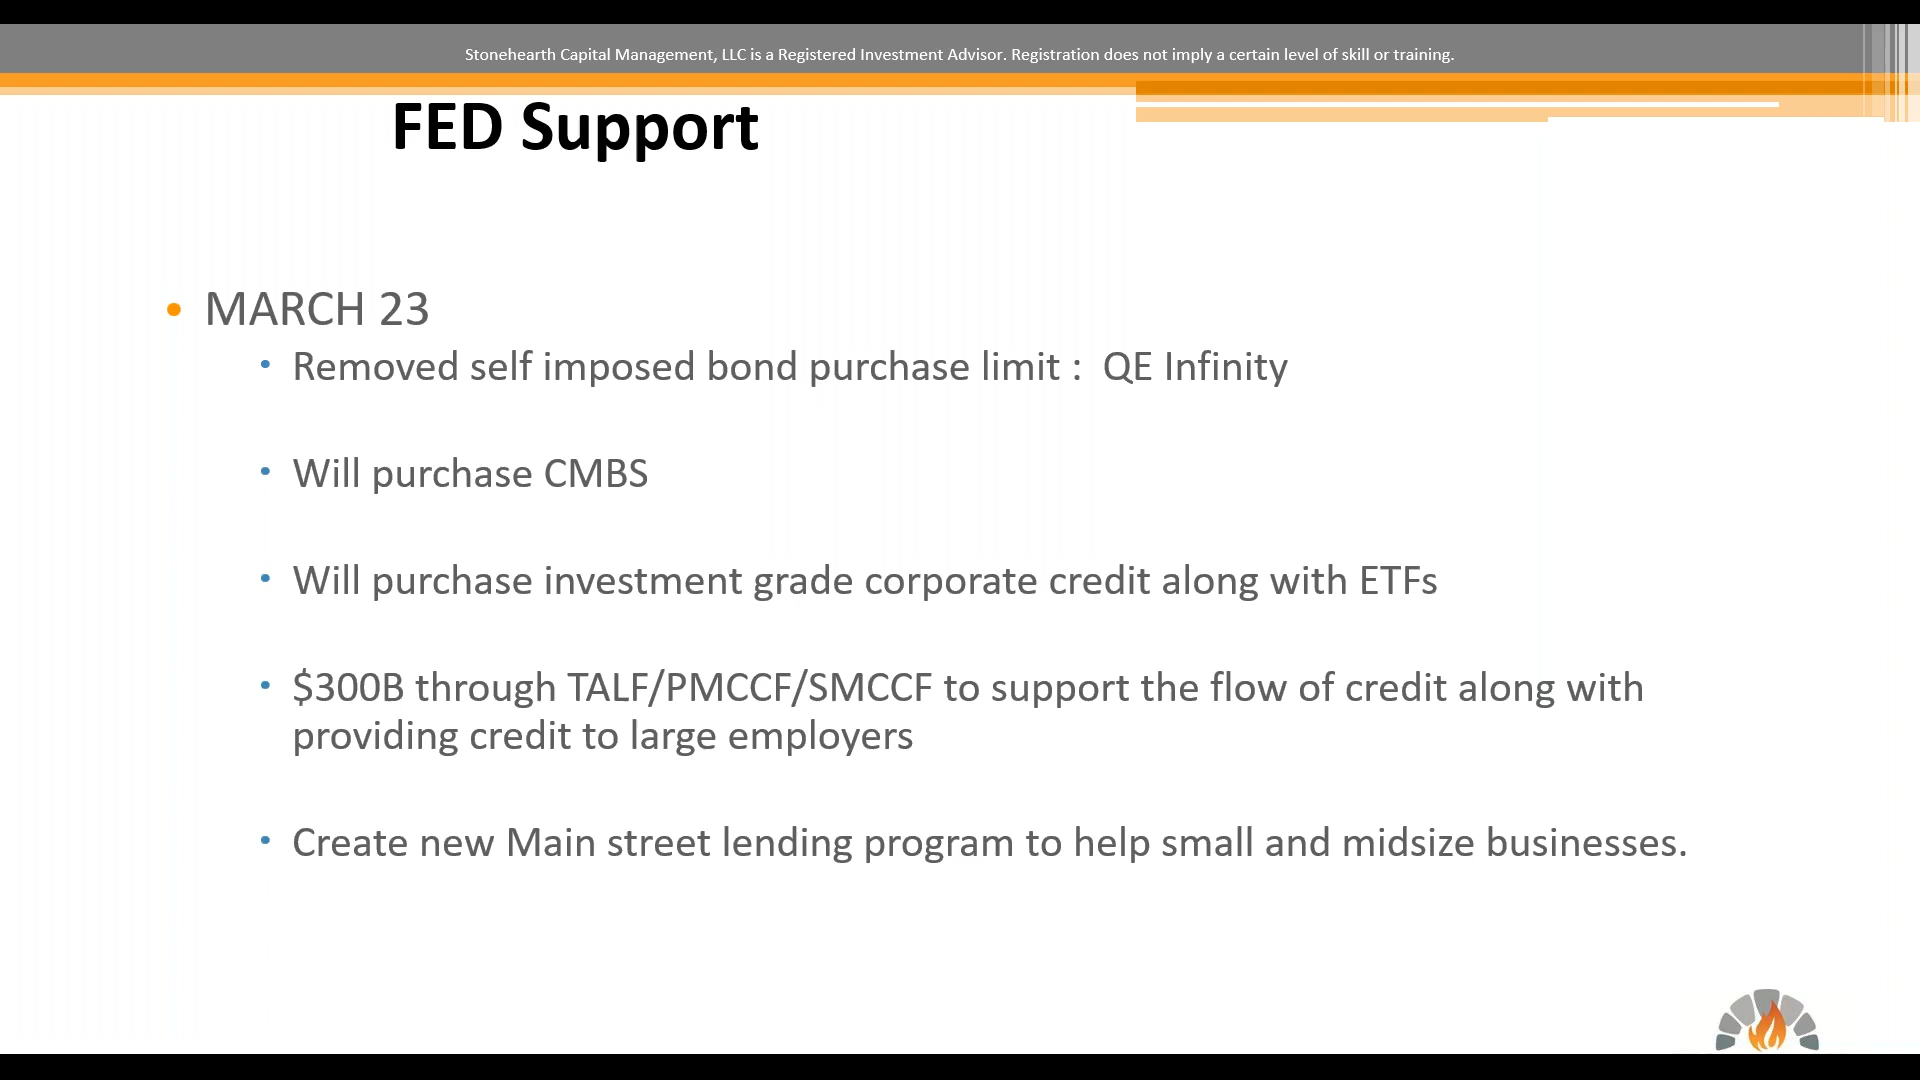 Stonehearth Capital Management, LLC is a Registered Investment Advisor. Registration does not imply a certain level of skill or training.
FED Support
• MARCH 23
• Removed self imposed bond purchase limit :  QE Infinity
• Will purchase CMBS
• Will purchase investment grade corporate credit along with ETFs
• $300B through TALF/PMCCF/SMCCF to support the flow of credit along with
providing credit to large employers
• Create new Main street lending program to help small and midsize businesses.